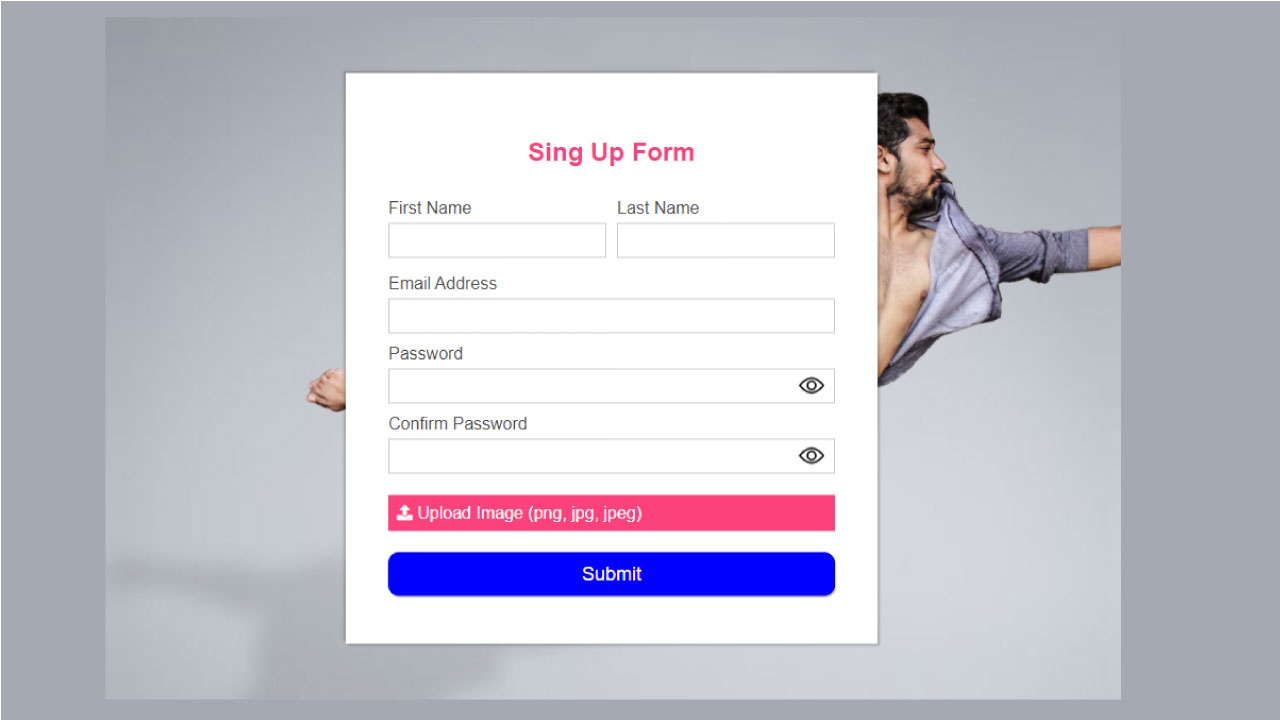 Sing Up Form
First Name Last Name
Email Address
Password
Confirm Password
Upload Image (png, jpg, jpeg)
Submit